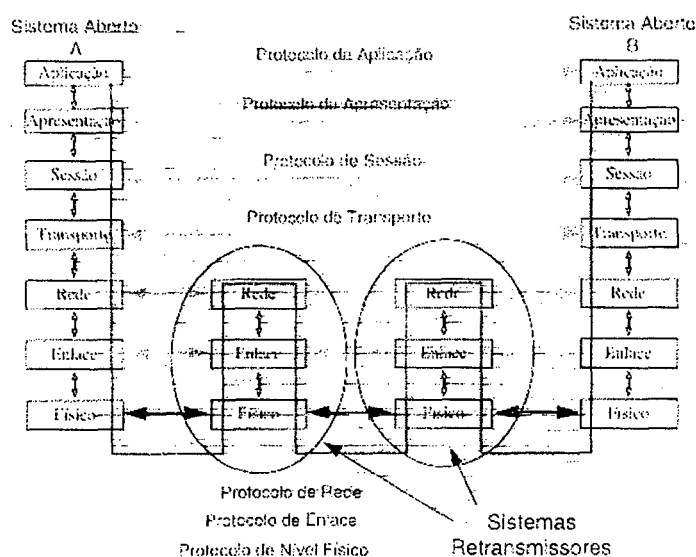 Sistema Aberto
A
Sistema Aberto
B
Protocolo da Aplicação
Aplicação
Aplicação
Protocolo da Apresentação
Apresentação
Apresentação
Protocolo de Sessão
Sessão
Sessão
Protocolo de Transporte
Transporte
Transporte
Rede
Rede
Rede
Rede
Enlace
Enlace
Enlace
Enlace
Físico
Físico
Físico
Físico
Protocolo de Rede
Protocolo de Enlace
Protocolo de Nível Físico
Sistemas
Retransmissores